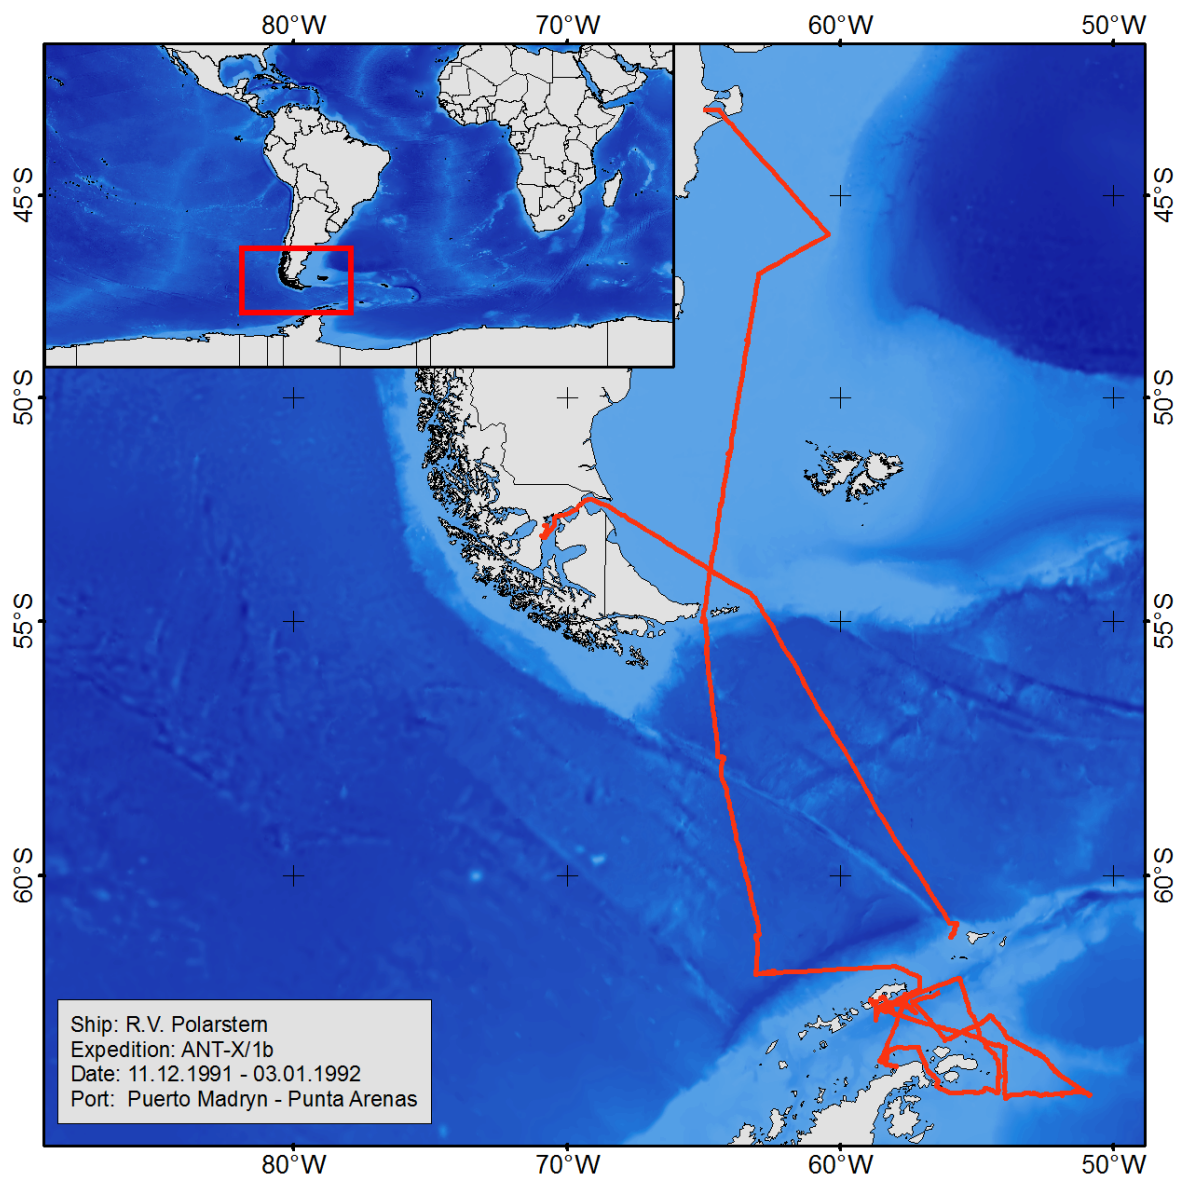 80°W 70°W 60°W 50°W
45°S 45°S
50°S 50°S
55°S 55°S
60°S 60°S
Ship: R.V. Polarstern
Expedition: ANT-X/1b
Date: 11.12.1991 - 03.01.1992
Port: Puerto Madryn - Punta Arenas
80°W 70°W 60°W 50°W